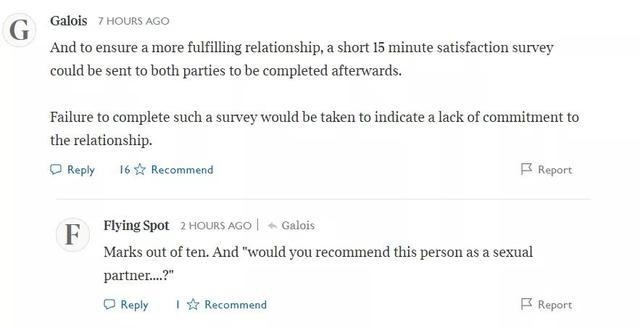 G
Galois 7 HOURS AGO
And to ensure a more fulfilling relationship, a short 15 minute satisfaction survey
could be sent to both parties to be completed afterwards.
Failure to complete such a survey would be taken to indicate a lack of commitment to
the relationship.
Reply 16 Recommend Report
F
Flying Spot 2 HOURS AGO | Galois
Marks out of ten. And "would you recommend this person as a sexual
partner....?"
Reply 1 Recommend Report